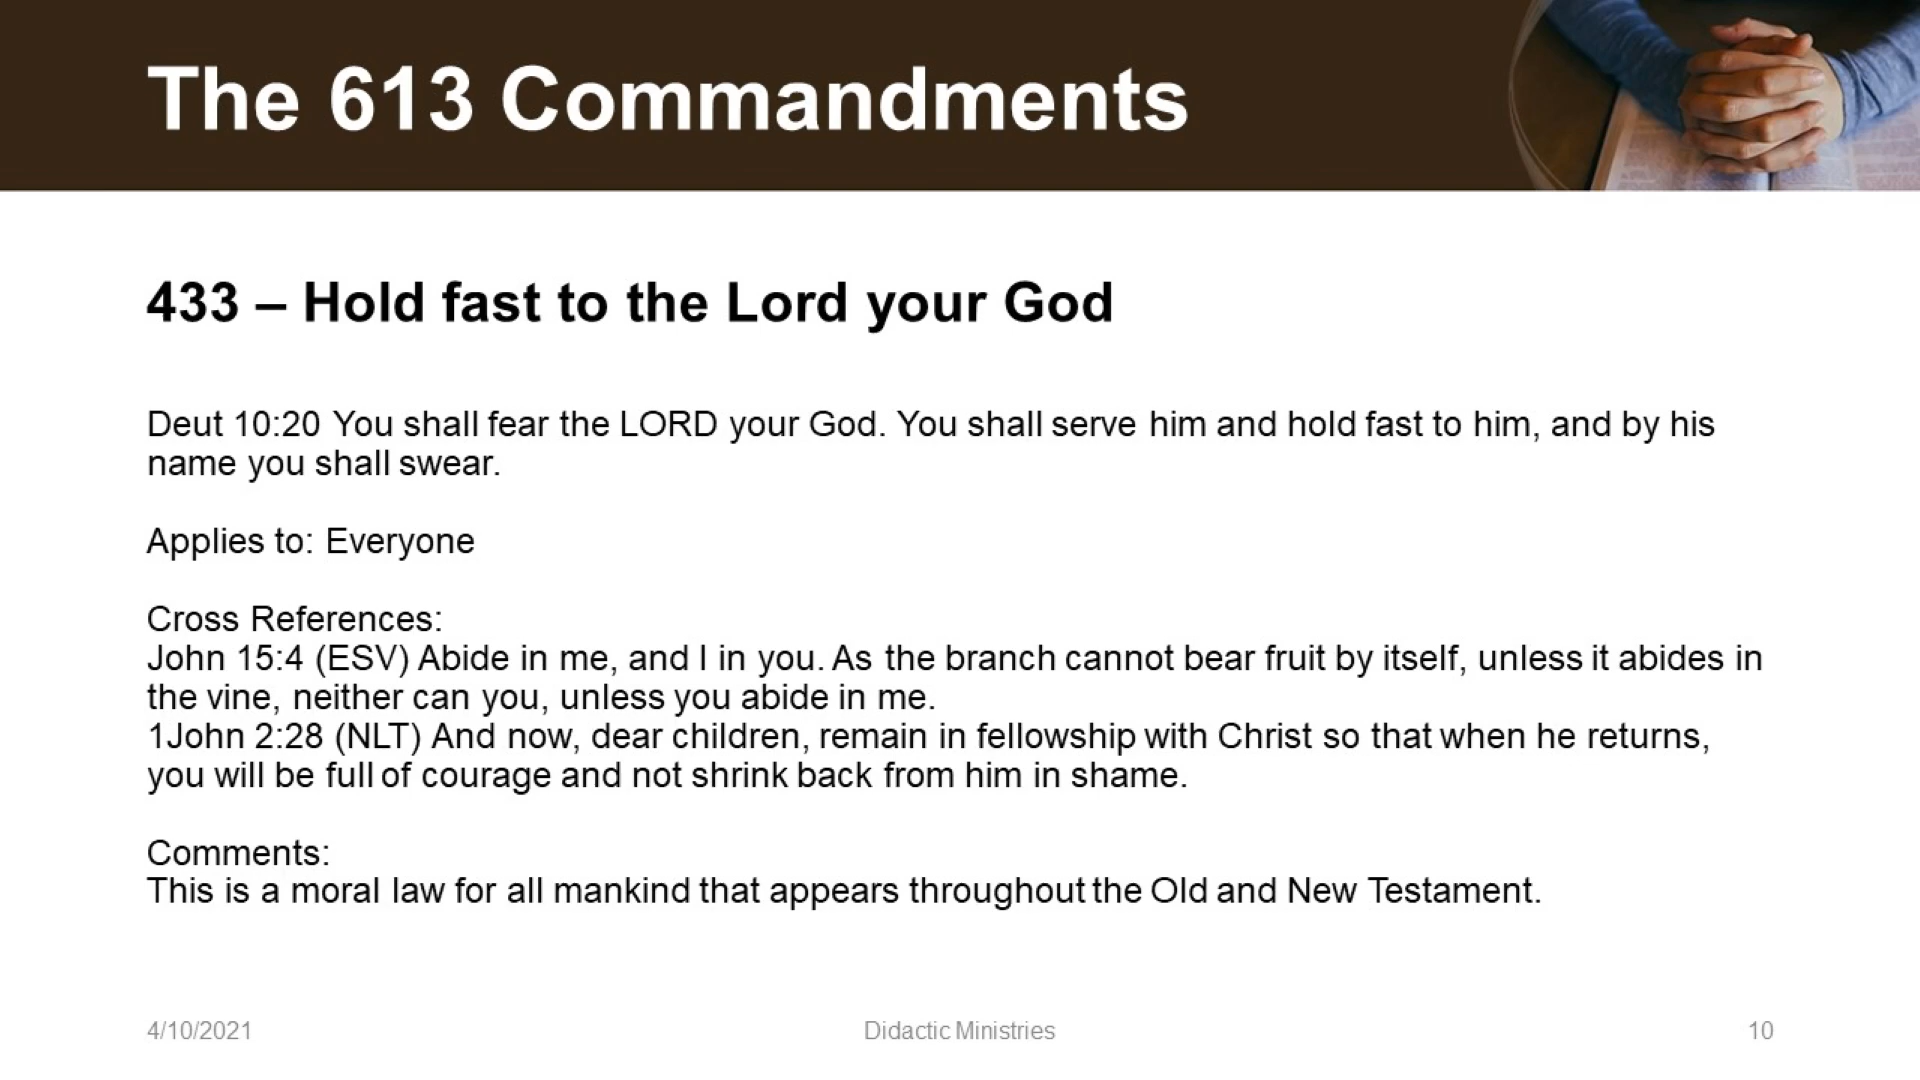 The 613 Commandments
433 – Hold fast to the Lord your God
Deut 10:20 You shall fear the LORD your God. You shall serve him and hold fast to him, and by his
name you shall swear.
Applies to: Everyone
Cross References:
John 15:4 (ESV) Abide in me, and I in you. As the branch cannot bear fruit by itself, unless it abides in
the vine, neither can you, unless you abide in me.
1John 2:28 (NLT) And now, dear children, remain in fellowship with Christ so that when he returns,
you will be full of courage and not shrink back from him in shame.
Comments:
This is a moral law for all mankind that appears throughout the Old and New Testament.
4/10/2021
Didactic Ministries
10